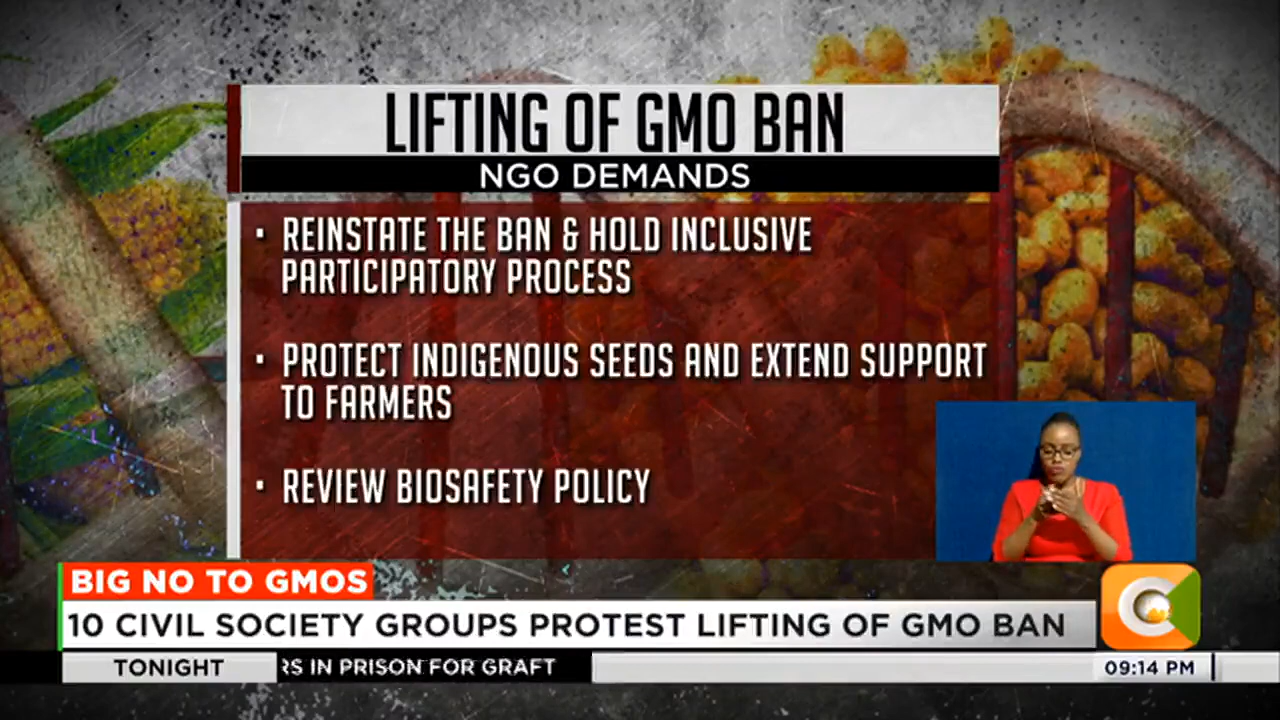 LIFTING OF GMO BAN
NGO DEMANDS
· REINSTATE THE BAN & HOLD INCLUSIVE
PARTICIPATORY PROCESS
· PROTECT INDIGENOUS SEEDS AND EXTEND SUPPORT
TO FARMERS
· REVIEW BIOSAFETY POLICY
BIG NO TO GMOS
10 CIVIL SOCIETY GROUPS PROTEST LIFTING OF GMO BAN
TONIGHT
RS IN PRISON FOR GRAFT
09:14 PM